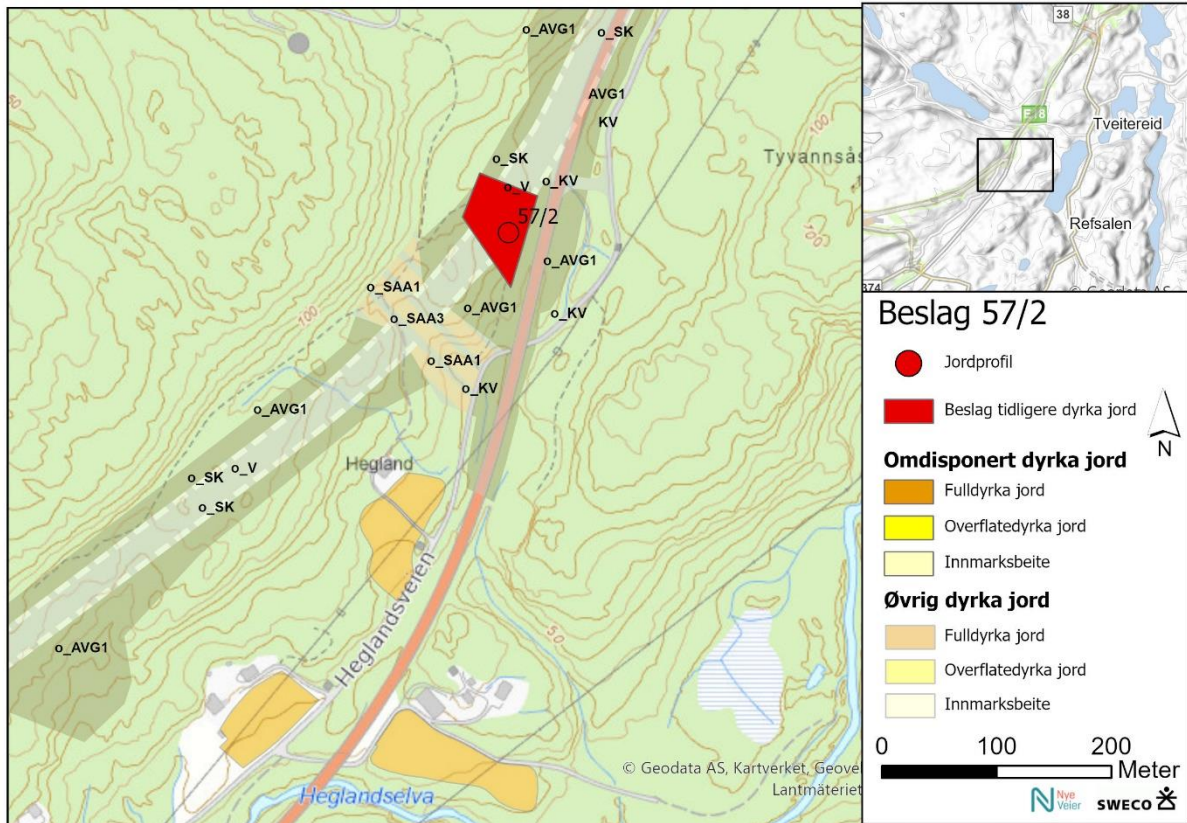 o_AVG1
o_SK
AVG1
KV
o_SK
Tyvannsås
o_V
o_KV
57/2
100
o_AVG1
o_SAA1
100
o_AVG1
o_KV
o_SAA3
o_SAA1
o_KV
o_AVG1
Hegland
o_SK
o_V
o_SK
Heglandsveien
50
o_AVG1
© Geodata AS, Kartverket, Geovel
Lantmäteriet
Heglandselva
38
E18
Tveitereid
Refsalen
374
© Geodata AS
Beslag 57/2
Jordprofil
Beslag tidligere dyrka jord
N
Omdisponert dyrka jord
Fulldyrka jord
Overflatedyrka jord
Innmarksbeite
Øvrig dyrka jord
Fulldyrka jord
Overflatedyrka jord
Innmarksbeite
0 100 200
Meter
Nye
Veier
SWECO